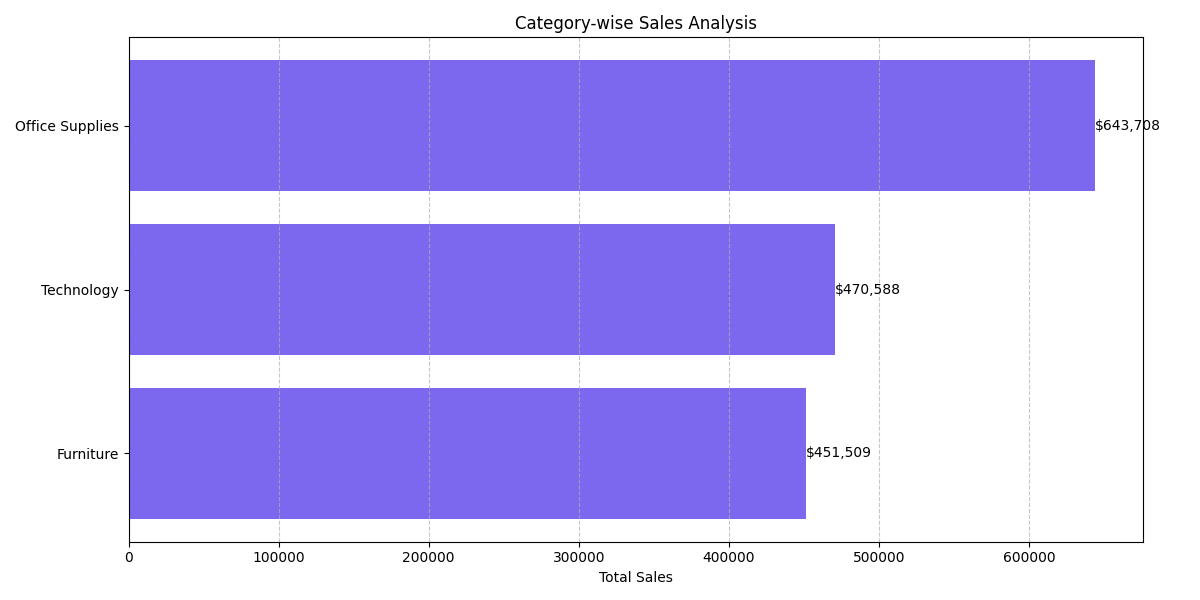 Category-wise Sales Analysis
Office Supplies
$643,708
Technology
$470,588
Furniture
$451,509
0 100000 200000 300000 400000 500000 600000
Total Sales